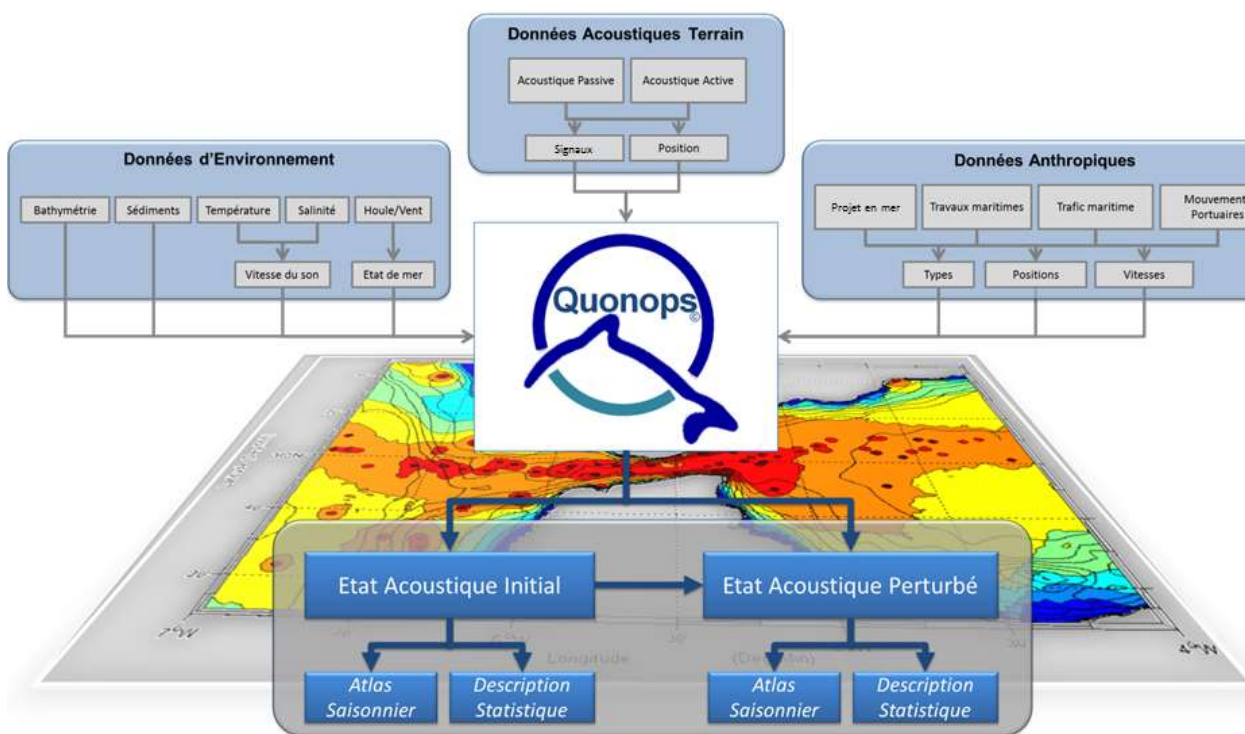 Données Acoustiques Terrain
Acoustique Passive
Acoustique Active
Signaux
Position
Données d'Environnement
Bathymétrie
Sédiments
Température
Salinité
Houle/Vent
Vitesse du son
Etat de mer
Données Anthropiques
Projet en mer
Travaux maritimes
Trafic maritime
Mouvement
Portuaires
Types
Positions
Vitesses
Quonops
©
Etat Acoustique Initial
Etat Acoustique Perturbé
7°W
4°W
Longitude
Atlas
Saisonnier
Description
Statistique
Atlas
Saisonnier
Description
Statistique